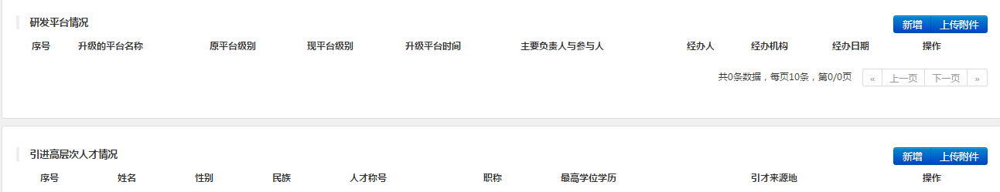 研发平台情况 新增 上传附件
序号 升级的平台名称 原平台级别 现平台级别 升级平台时间 主要负责人与参与人 经办人 经办机构 经办日期 操作
共0条数据，每页10条，第0/0页 « 上一页 下一页 »
引进高层次人才情况 新增 上传附件
序号 姓名 性别 民族 人才称号 职称 最高学位学历 引才来源地 操作